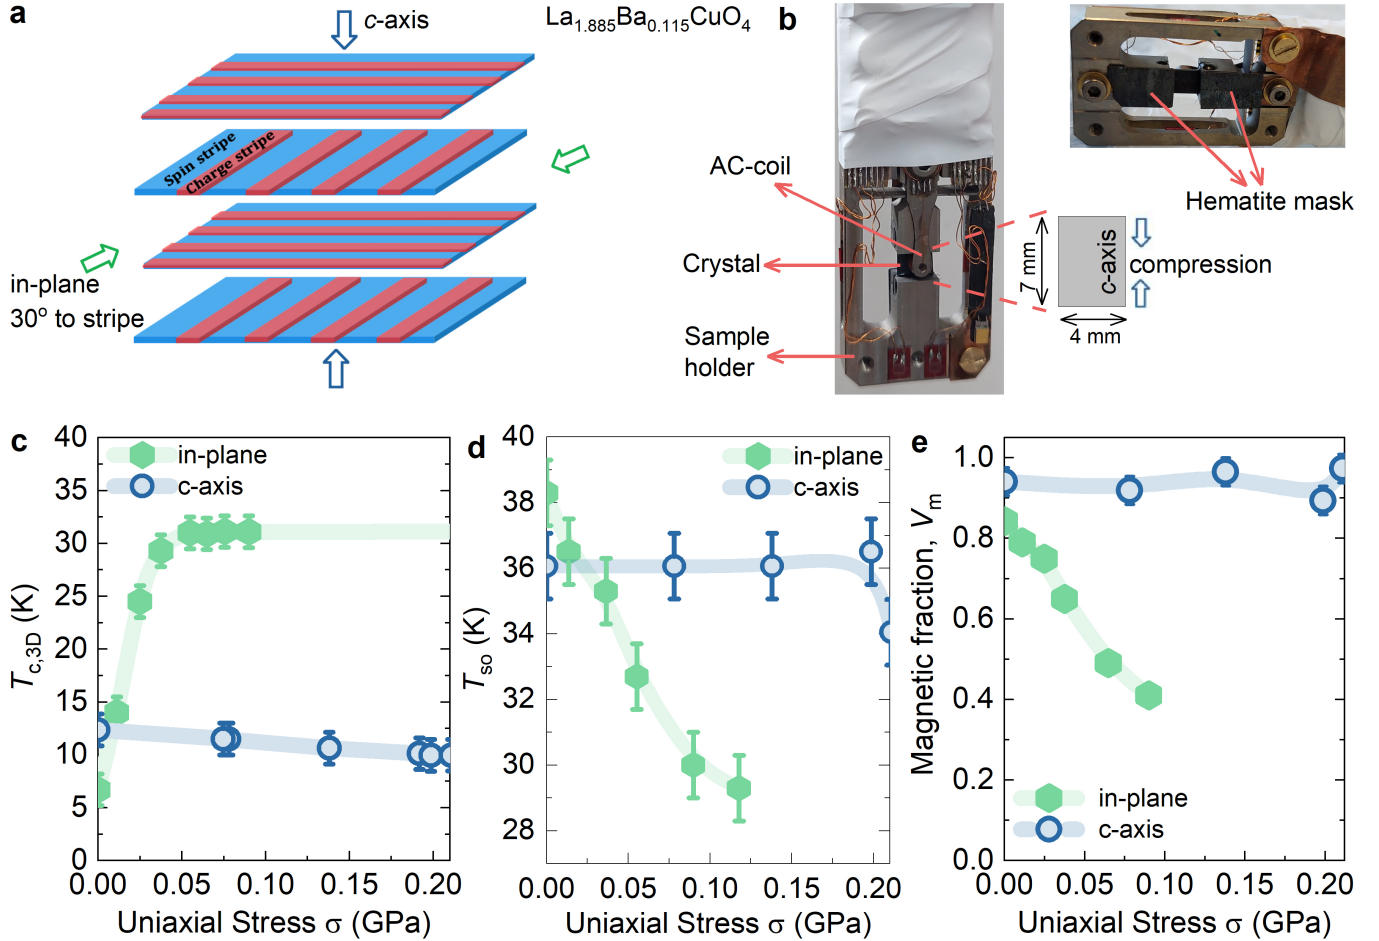 a
c-axis
La1.885Ba0.115CuO4
Spin stripe
Charge stripe
in-plane
30° to stripe
b
AC-coil
Crystal
Sample
holder
Hematite mask
7 mm
c-axis
compression
4 mm
c
40
35
30
25
20
15
10
5
0
Tc,3D (K)
in-plane
c-axis
0.00 0.05 0.10 0.15 0.20
Uniaxial Stress σ (GPa)
d
40
38
36
34
32
30
28
Tso (K)
in-plane
c-axis
0.00 0.05 0.10 0.15 0.20
Uniaxial Stress σ (GPa)
e
1.0
0.8
0.6
0.4
0.2
0.0
Magnetic fraction, Vm
in-plane
c-axis
0.00 0.05 0.10 0.15 0.20
Uniaxial Stress σ (GPa)